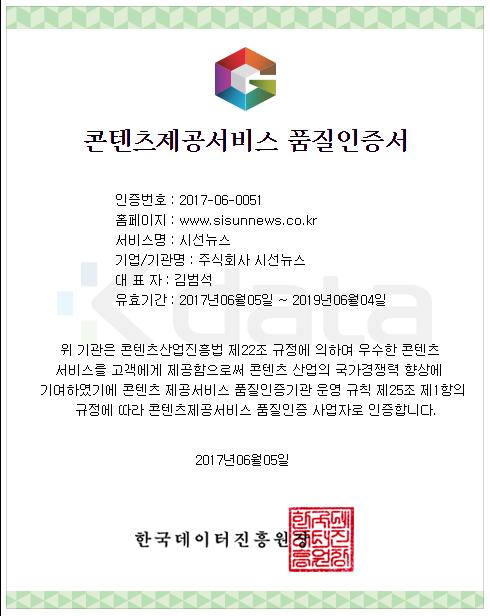 콘텐츠제공서비스 품질인증서
인증번호 : 2017-06-0051
홈페이지 : www.sisunnews.co.kr
서비스명 : 시선뉴스
기업/기관명 : 주식회사 시선뉴스
대 표 자 : 김범석
유효기간 : 2017년06월05일 ~ 2019년06월04일
Kdata
위 기관은 콘텐츠산업진흥법 제22조 규정에 의하여 우수한 콘텐츠
서비스를 고객에게 제공함으로써 콘텐츠 산업의 국가경쟁력 향상에
기여하였기에 콘텐츠 제공서비스 품질인증기관 운영 규칙 제25조 제1항의
규정에 따라 콘텐츠제공서비스 품질인증 사업자로 인증합니다.
2017년06월05일
한국데이터진흥원장